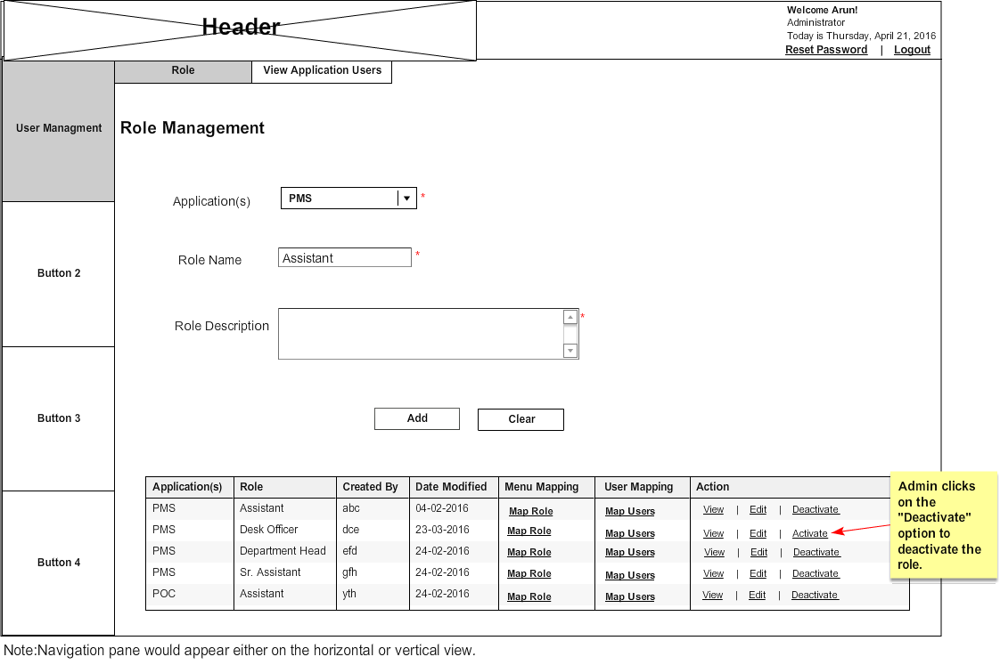 Header
Welcome Arun!
Administrator
Today is Thursday, April 21, 2016
Reset Password | Logout
Role View Application Users
User Managment
Role Management
Application(s) PMS *
Role Name Assistant *
Role Description *
Button 2
Button 3
Button 4
Add Clear
Application(s) Role Created By Date Modified Menu Mapping User Mapping Action
PMS Assistant abc 04-02-2016 Map Role Map Users View | Edit | Deactivate
PMS Desk Officer dce 23-03-2016 Map Role Map Users View | Edit | Activate
PMS Department Head efd 24-02-2016 Map Role Map Users View | Edit | Deactivate
PMS Sr. Assistant gfh 24-02-2016 Map Role Map Users View | Edit | Deactivate
POC Assistant yth 24-02-2016 Map Role Map Users View | Edit | Deactivate
Admin clicks
on the
"Deactivate"
option to
deactivate the
role.
Note:Navigation pane would appear either on the horizontal or vertical view.